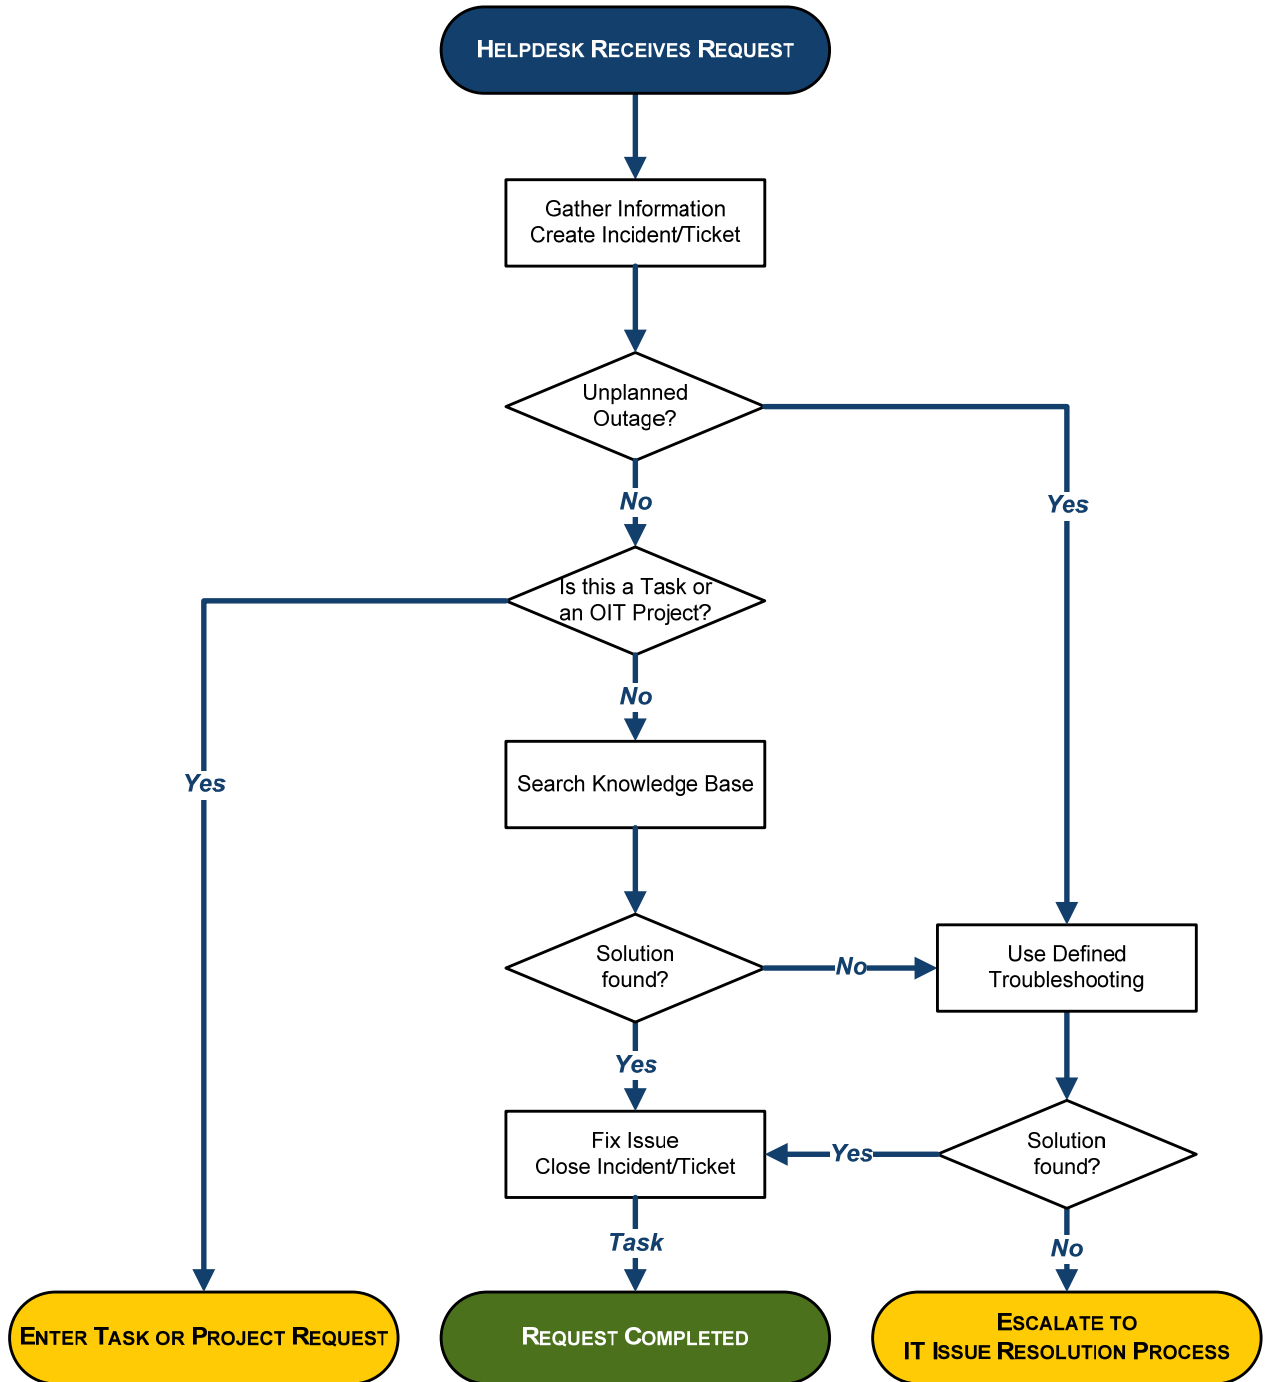 HELPDESK RECEIVES REQUEST
Gather Information
Create Incident/Ticket
Unplanned
Outage?
No
Yes
Is this a Task or
an OIT Project?
No
Yes
Search Knowledge Base
Solution
found?
No
Use Defined
Troubleshooting
Yes
Fix Issue
Close Incident/Ticket
Yes
Solution
found?
Task
No
ENTER TASK OR PROJECT REQUEST
REQUEST COMPLETED
ESCALATE TO
IT ISSUE RESOLUTION PROCESS